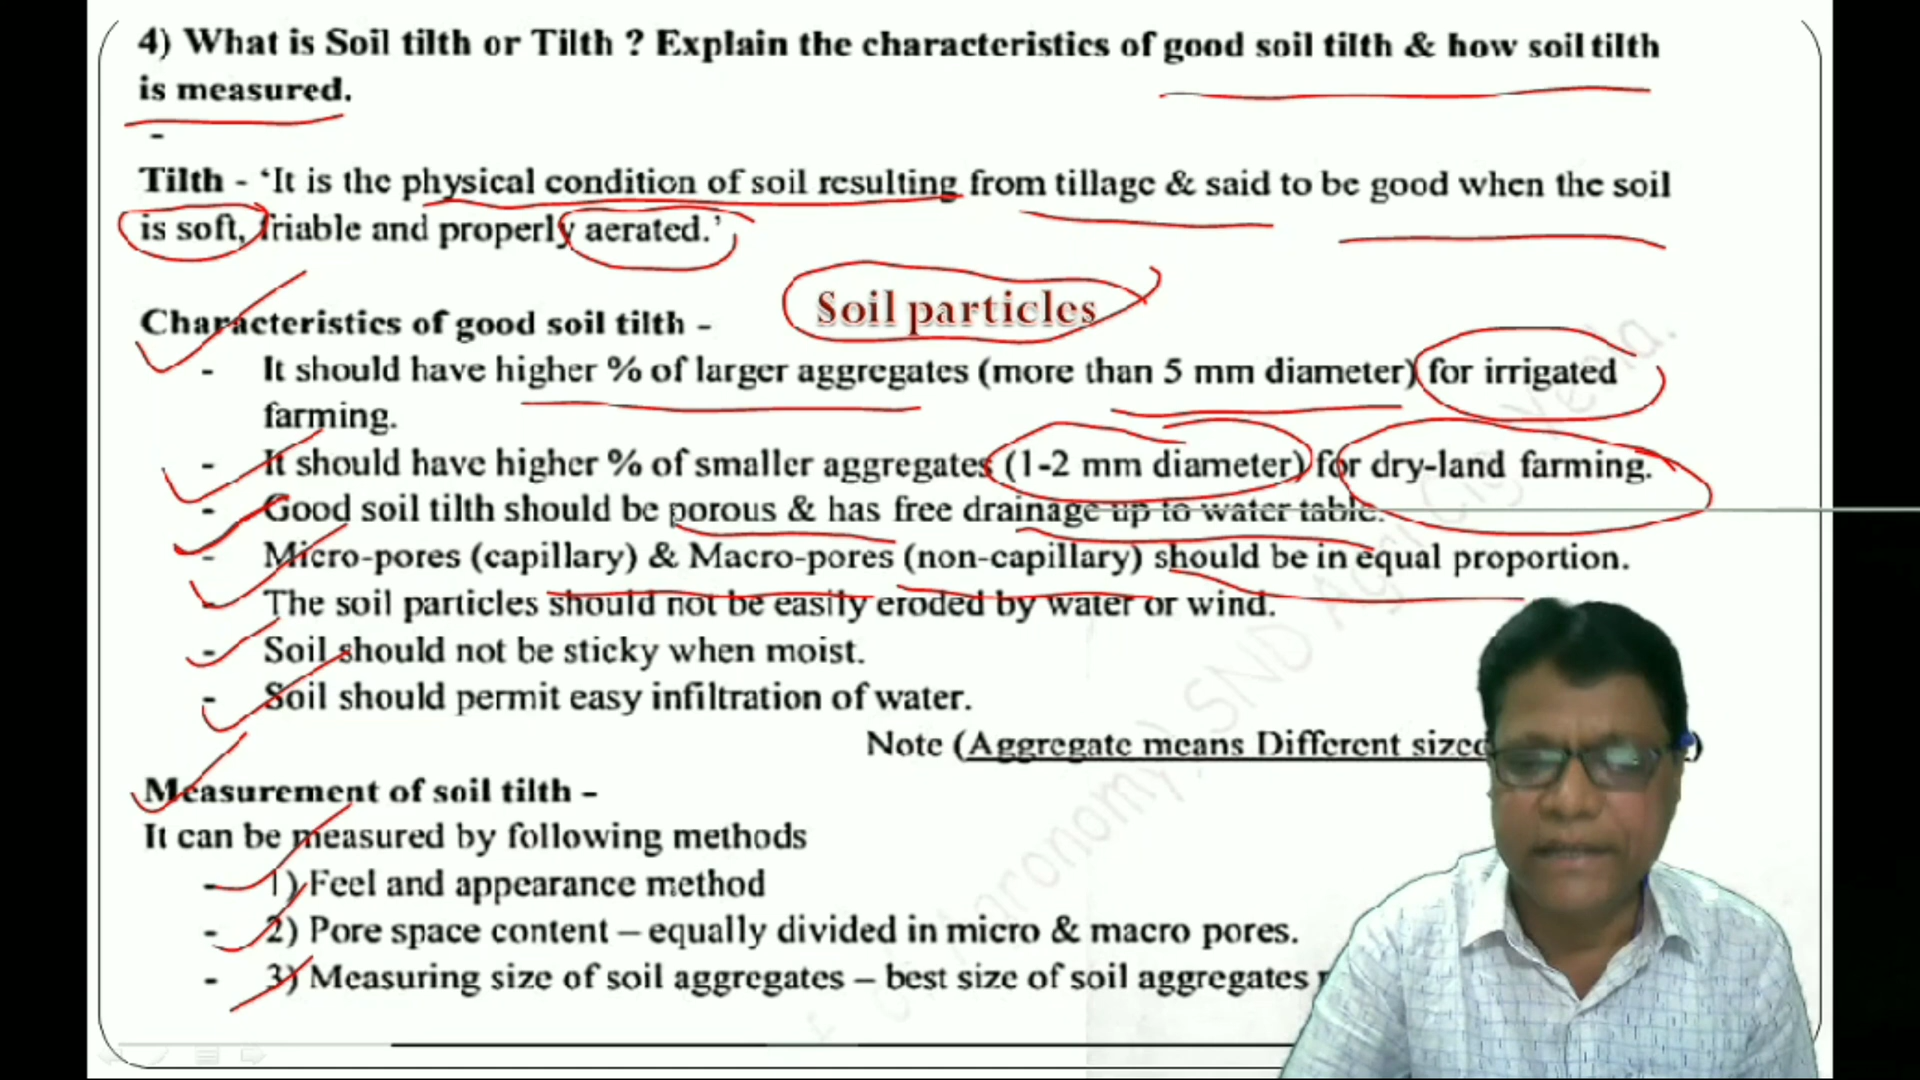 4) What is Soil tilth or Tilth ? Explain the characteristics of good soil tilth & how soil tilth
is measured.
-
Tilth - ‘It is the physical condition of soil resulting from tillage & said to be good when the soil
is soft, friable and properly aerated.’
Soil particles
Characteristics of good soil tilth -
- It should have higher % of larger aggregates (more than 5 mm diameter) for irrigated
farming.
- It should have higher % of smaller aggregates (1-2 mm diameter) for dry-land farming.
- Good soil tilth should be porous & has free drainage up to water table.
- Micro-pores (capillary) & Macro-pores (non-capillary) should be in equal proportion.
- The soil particles should not be easily eroded by water or wind.
- Soil should not be sticky when moist.
- Soil should permit easy infiltration of water.
Note (Aggregate means Different sized )
Measurement of soil tilth -
It can be measured by following methods
- 1) Feel and appearance method
- 2) Pore space content – equally divided in micro & macro pores.
- 3) Measuring size of soil aggregates – best size of soil aggregates